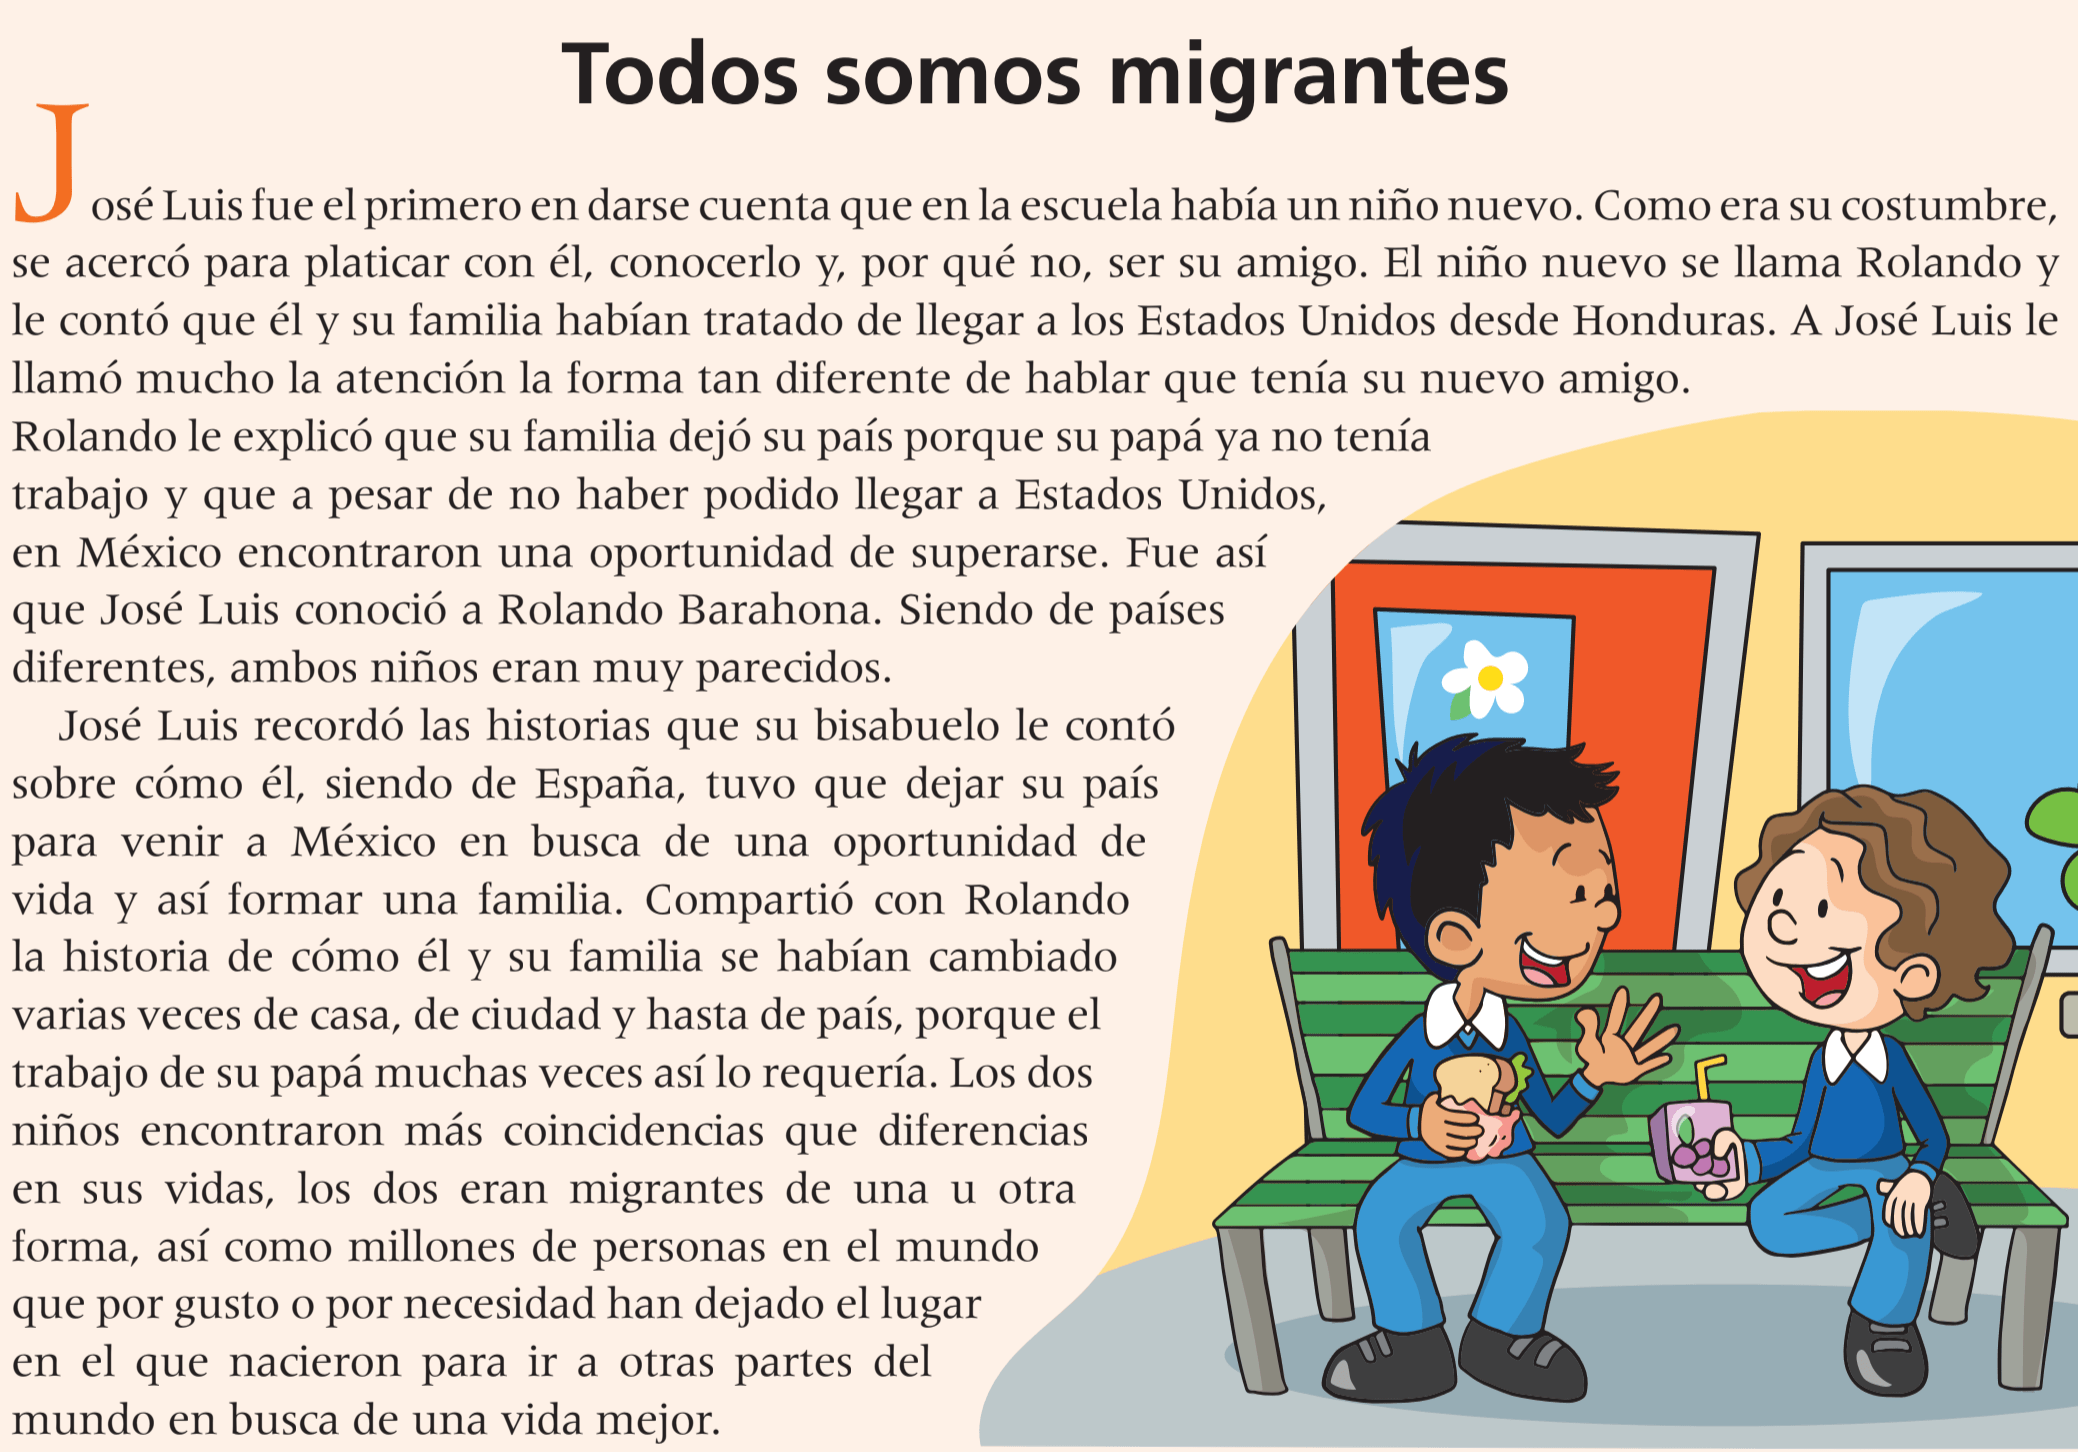 Todos somos migrantes
José Luis fue el primero en darse cuenta que en la escuela había un niño nuevo. Como era su costumbre,
se acercó para platicar con él, conocerlo y, por qué no, ser su amigo. El niño nuevo se llama Rolando y
le contó que él y su familia habían tratado de llegar a los Estados Unidos desde Honduras. A José Luis le
llamó mucho la atención la forma tan diferente de hablar que tenía su nuevo amigo.
Rolando le explicó que su familia dejó su país porque su papá ya no tenía
trabajo y que a pesar de no haber podido llegar a Estados Unidos,
en México encontraron una oportunidad de superarse. Fue así
que José Luis conoció a Rolando Barahona. Siendo de países
diferentes, ambos niños eran muy parecidos.
José Luis recordó las historias que su bisabuelo le contó
sobre cómo él, siendo de España, tuvo que dejar su país
para venir a México en busca de una oportunidad de
vida y así formar una familia. Compartió con Rolando
la historia de cómo él y su familia se habían cambiado
varias veces de casa, de ciudad y hasta de país, porque el
trabajo de su papá muchas veces así lo requería. Los dos
niños encontraron más coincidencias que diferencias
en sus vidas, los dos eran migrantes de una u otra
forma, así como millones de personas en el mundo
que por gusto o por necesidad han dejado el lugar
en el que nacieron para ir a otras partes del
mundo en busca de una vida mejor.